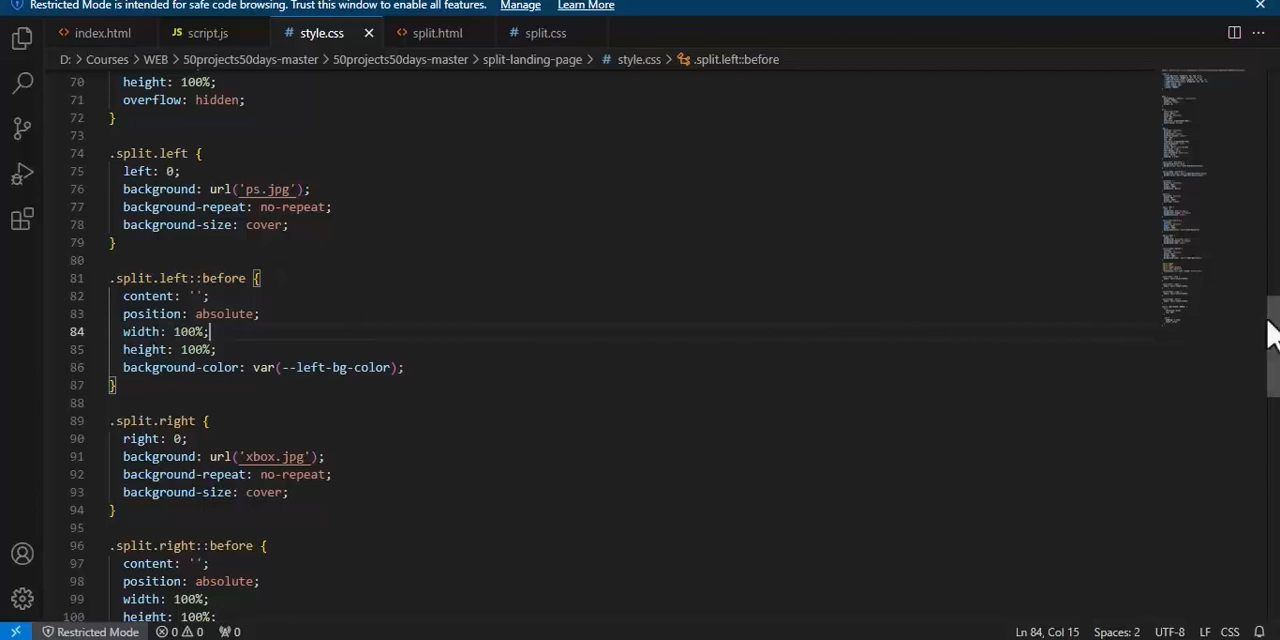 Restricted Mode is intended for safe code browsing. Trust this window to enable all features. Manage Learn More
index.html JS script.js # style.css split.html # split.css
D: > Courses > WEB > 50projects50days-master > 50projects50days-master > split-landing-page > # style.css > .split.left::before
70 height: 100%;
71 overflow: hidden;
72 }
73
74 .split.left {
75 left: 0;
76 background: url('ps.jpg');
77 background-repeat: no-repeat;
78 background-size: cover;
79 }
80
81 .split.left::before {
82 content: '';
83 position: absolute;
84 width: 100%;
85 height: 100%;
86 background-color: var(--left-bg-color);
87 }
88
89 .split.right {
90 right: 0;
91 background: url('xbox.jpg');
92 background-repeat: no-repeat;
93 background-size: cover;
94 }
95
96 .split.right::before {
97 content: '';
98 position: absolute;
99 width: 100%;
100 height: 100%;
Restricted Mode 0 0 0 Ln 84, Col 15 Spaces: 2 UTF-8 LF CSS